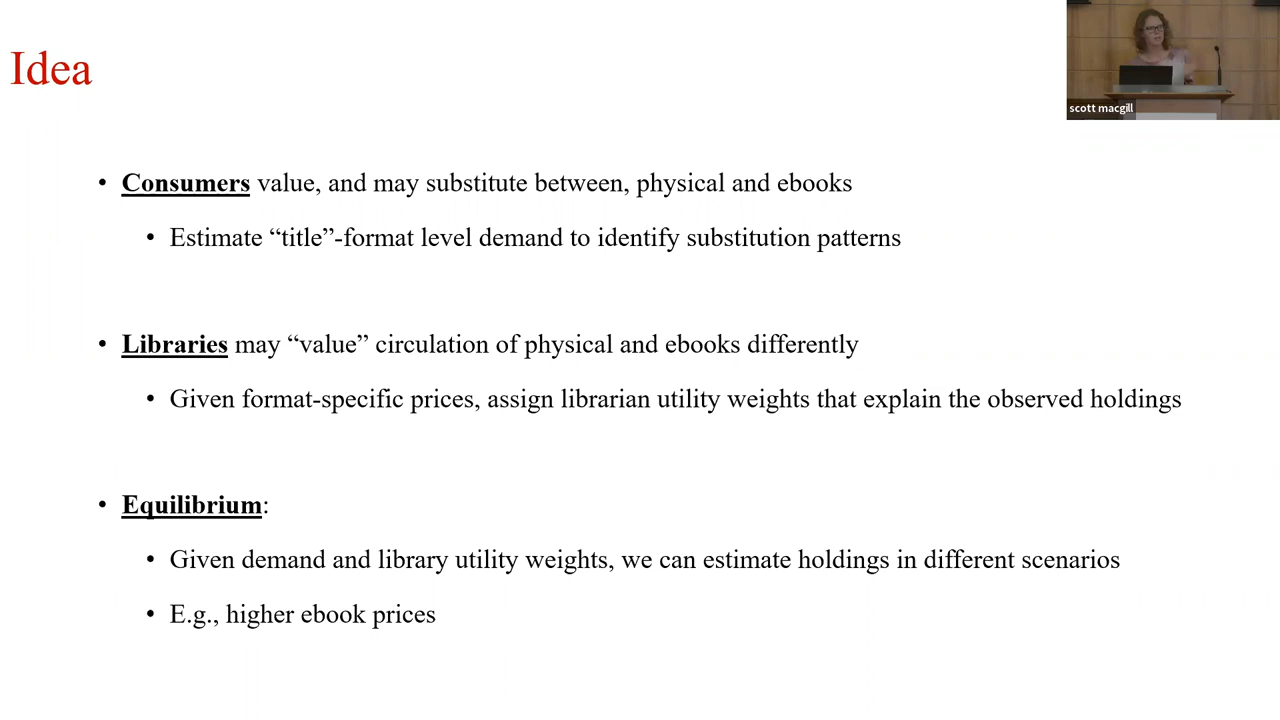 Idea
scott macgill
• Consumers value, and may substitute between, physical and ebooks
• Estimate “title”-format level demand to identify substitution patterns
• Libraries may “value” circulation of physical and ebooks differently
• Given format-specific prices, assign librarian utility weights that explain the observed holdings
• Equilibrium:
• Given demand and library utility weights, we can estimate holdings in different scenarios
• E.g., higher ebook prices